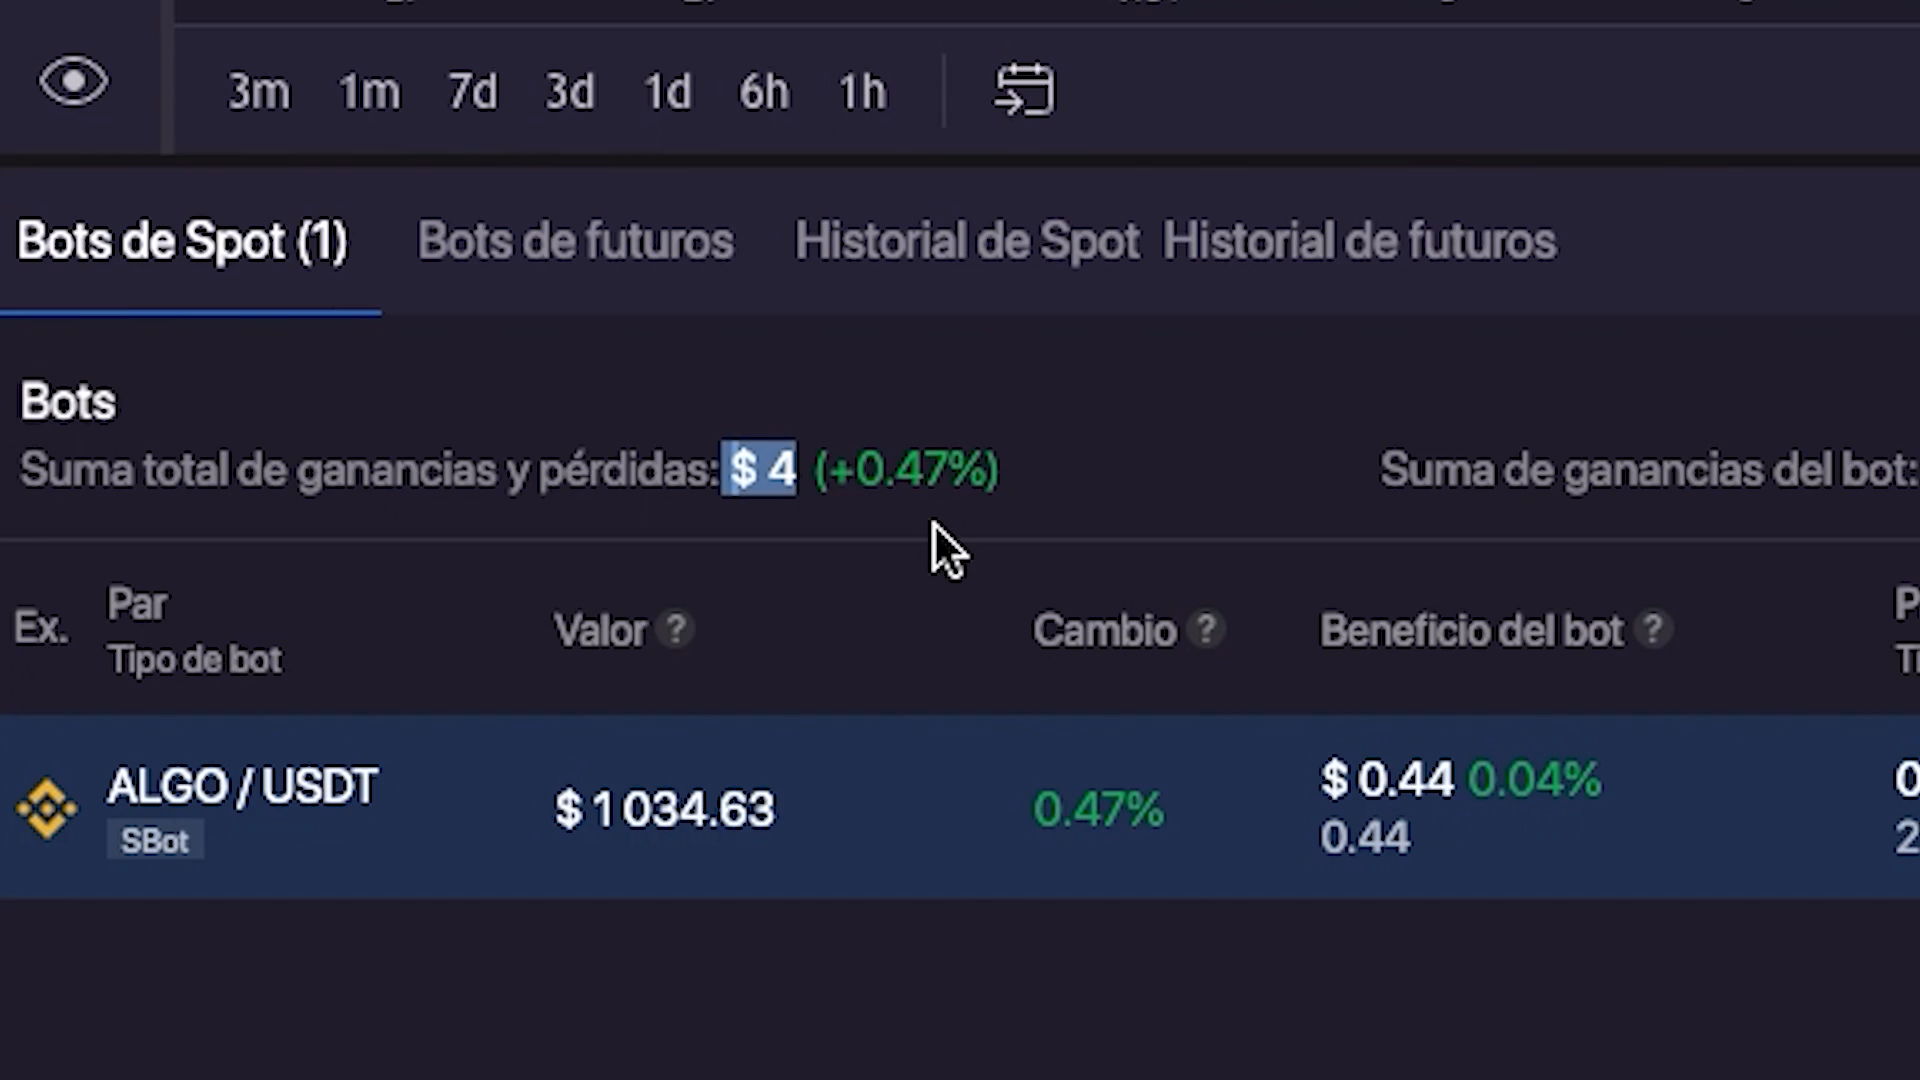 3m 1m 7d 3d 1d 6h 1h
Bots de Spot (1) Bots de futuros Historial de Spot Historial de futuros
Bots
Suma total de ganancias y pérdidas: $ 4 (+0.47%) Suma de ganancias del bot:
Ex. Par Valor ? Cambio ? Beneficio del bot ?
Tipo de bot
ALGO / USDT $ 1 034.63 0.47% $ 0.44 0.04%
SBot 0.44